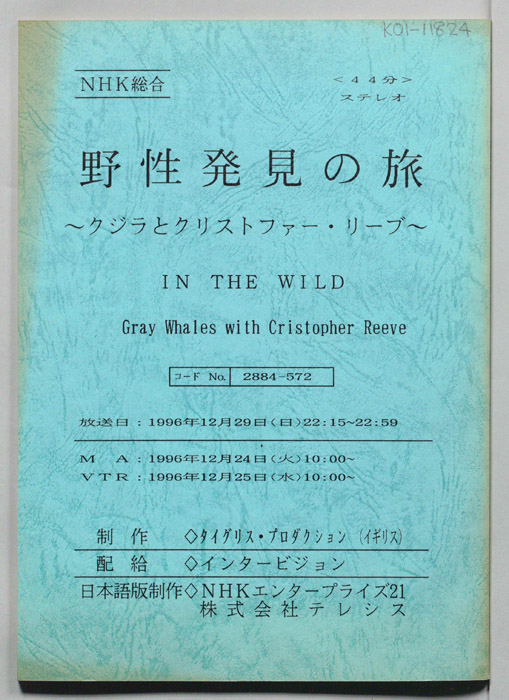 K01-11824
NHK総合
<44分>
ステレオ
野性発見の旅
～クジラとクリストファー・リーブ～
IN THE WILD
Gray Whales with Cristopher Reeve
コード No. 2884-572
放送日：1996年12月29日(日)22:15~22:59
MA：1996年12月24日(火)10:00~
VTR：1996年12月25日(水)10:00~
制作 ◇タイグリス・プロダクション (イギリス)
配給 ◇インタービジョン
日本語版制作◇NHKエンタープライズ21
株式会社テレシス